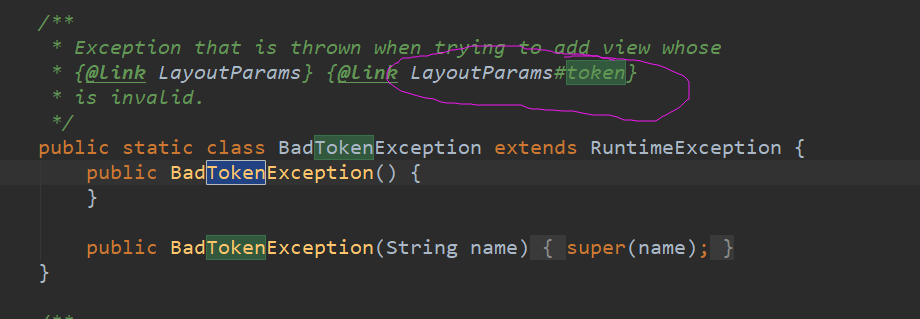 /**
* Exception that is thrown when trying to add view whose
* {@link LayoutParams} {@link LayoutParams#token}
* is invalid.
*/
public static class BadTokenException extends RuntimeException {
public BadTokenException() {
}
public BadTokenException(String name) { super(name); }
}
/**